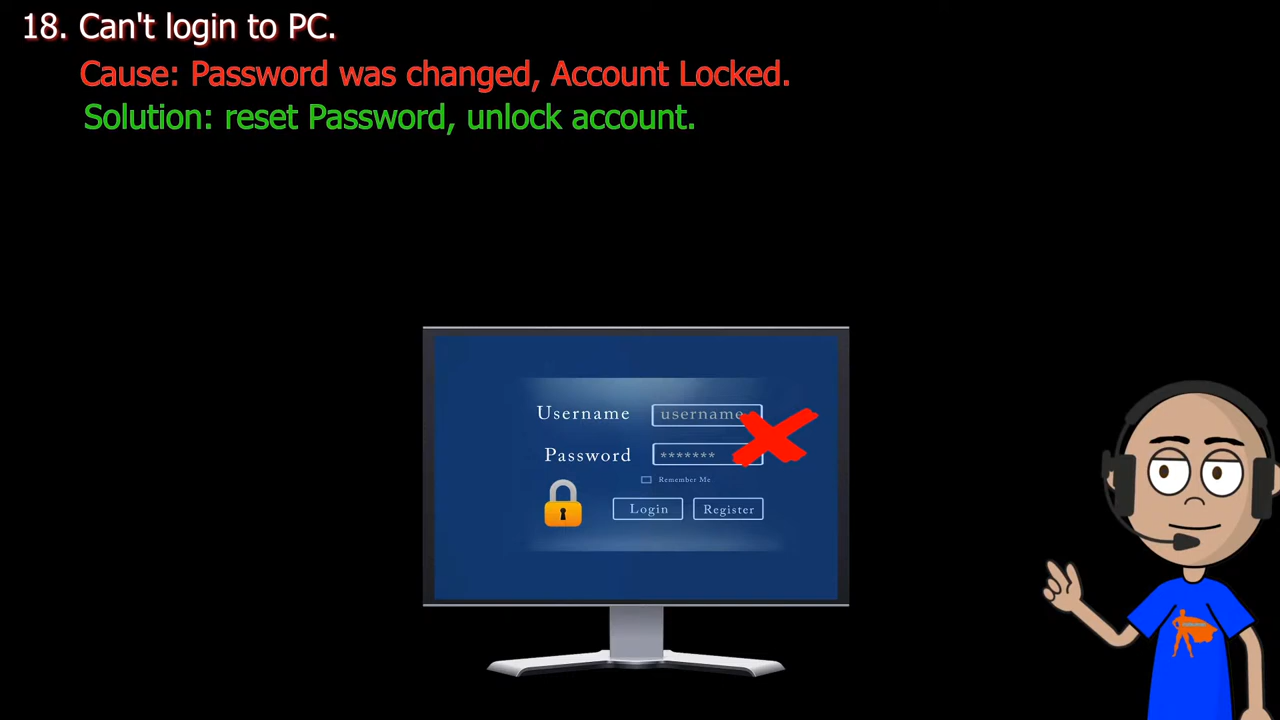 18. Can't login to PC.
Cause: Password was changed, Account Locked.
Solution: reset Password, unlock account.
Username username
Password *******
Remember Me
Login Register